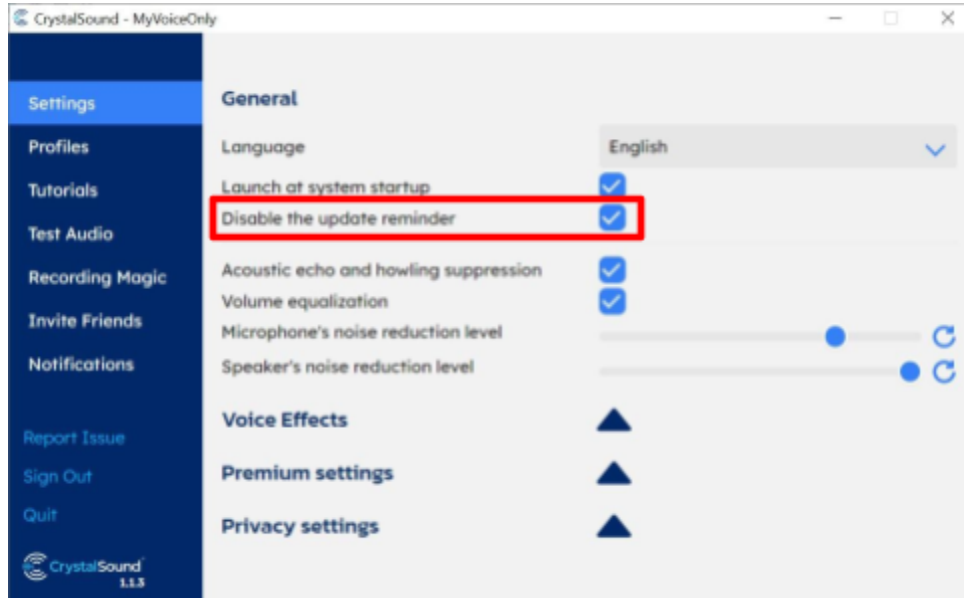 CrystalSound - MyVoiceOnly
Settings
Profiles
Tutorials
Test Audio
Recording Magic
Invite Friends
Notifications
Report Issue
Sign Out
Quit
CrystalSound
1.1.3
General
Language English
Launch at system startup
Disable the update reminder
Acoustic echo and howling suppression
Volume equalization
Microphone's noise reduction level
Speaker's noise reduction level
Voice Effects
Premium settings
Privacy settings